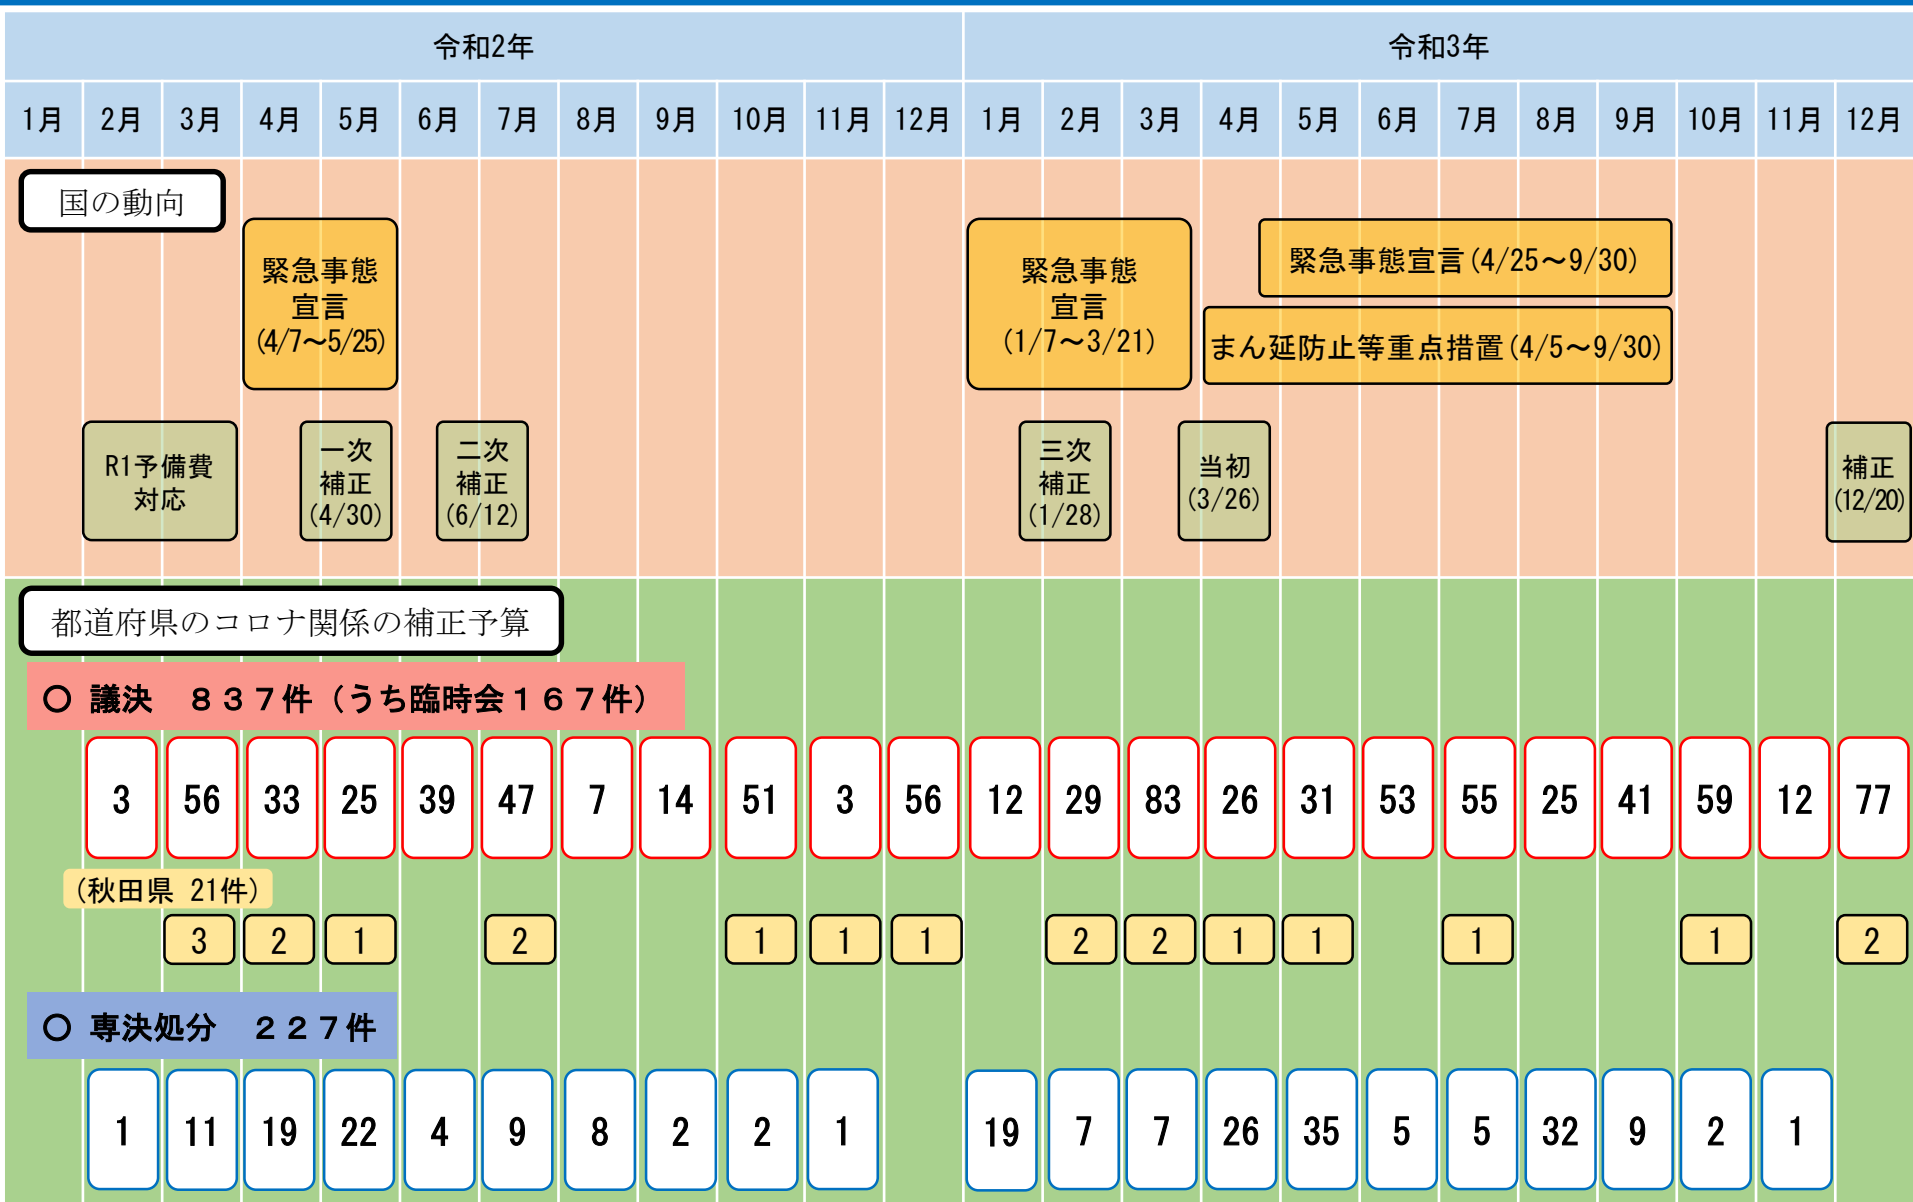 令和2年 令和3年
1月 2月 3月 4月 5月 6月 7月 8月 9月 10月 11月 12月 1月 2月 3月 4月 5月 6月 7月 8月 9月 10月 11月 12月
国の動向
緊急事態
宣言
(4/7～5/25)
緊急事態
宣言
(1/7～3/21)
緊急事態宣言(4/25～9/30)
まん延防止等重点措置(4/5～9/30)
R1予備費
対応
一次
補正
(4/30)
二次
補正
(6/12)
三次
補正
(1/28)
当初
(3/26)
補正
(12/20)
都道府県のコロナ関係の補正予算
○ 議決　８３７件（うち臨時会１６７件）
3 56 33 25 39 47 7 14 51 3 56 12 29 83 26 31 53 55 25 41 59 12 77
(秋田県 21件)
3 2 1 2 1 1 1 2 2 1 1 1 1 2
○ 専決処分　２２７件
1 11 19 22 4 9 8 2 2 1 19 7 7 26 35 5 5 32 9 2 1